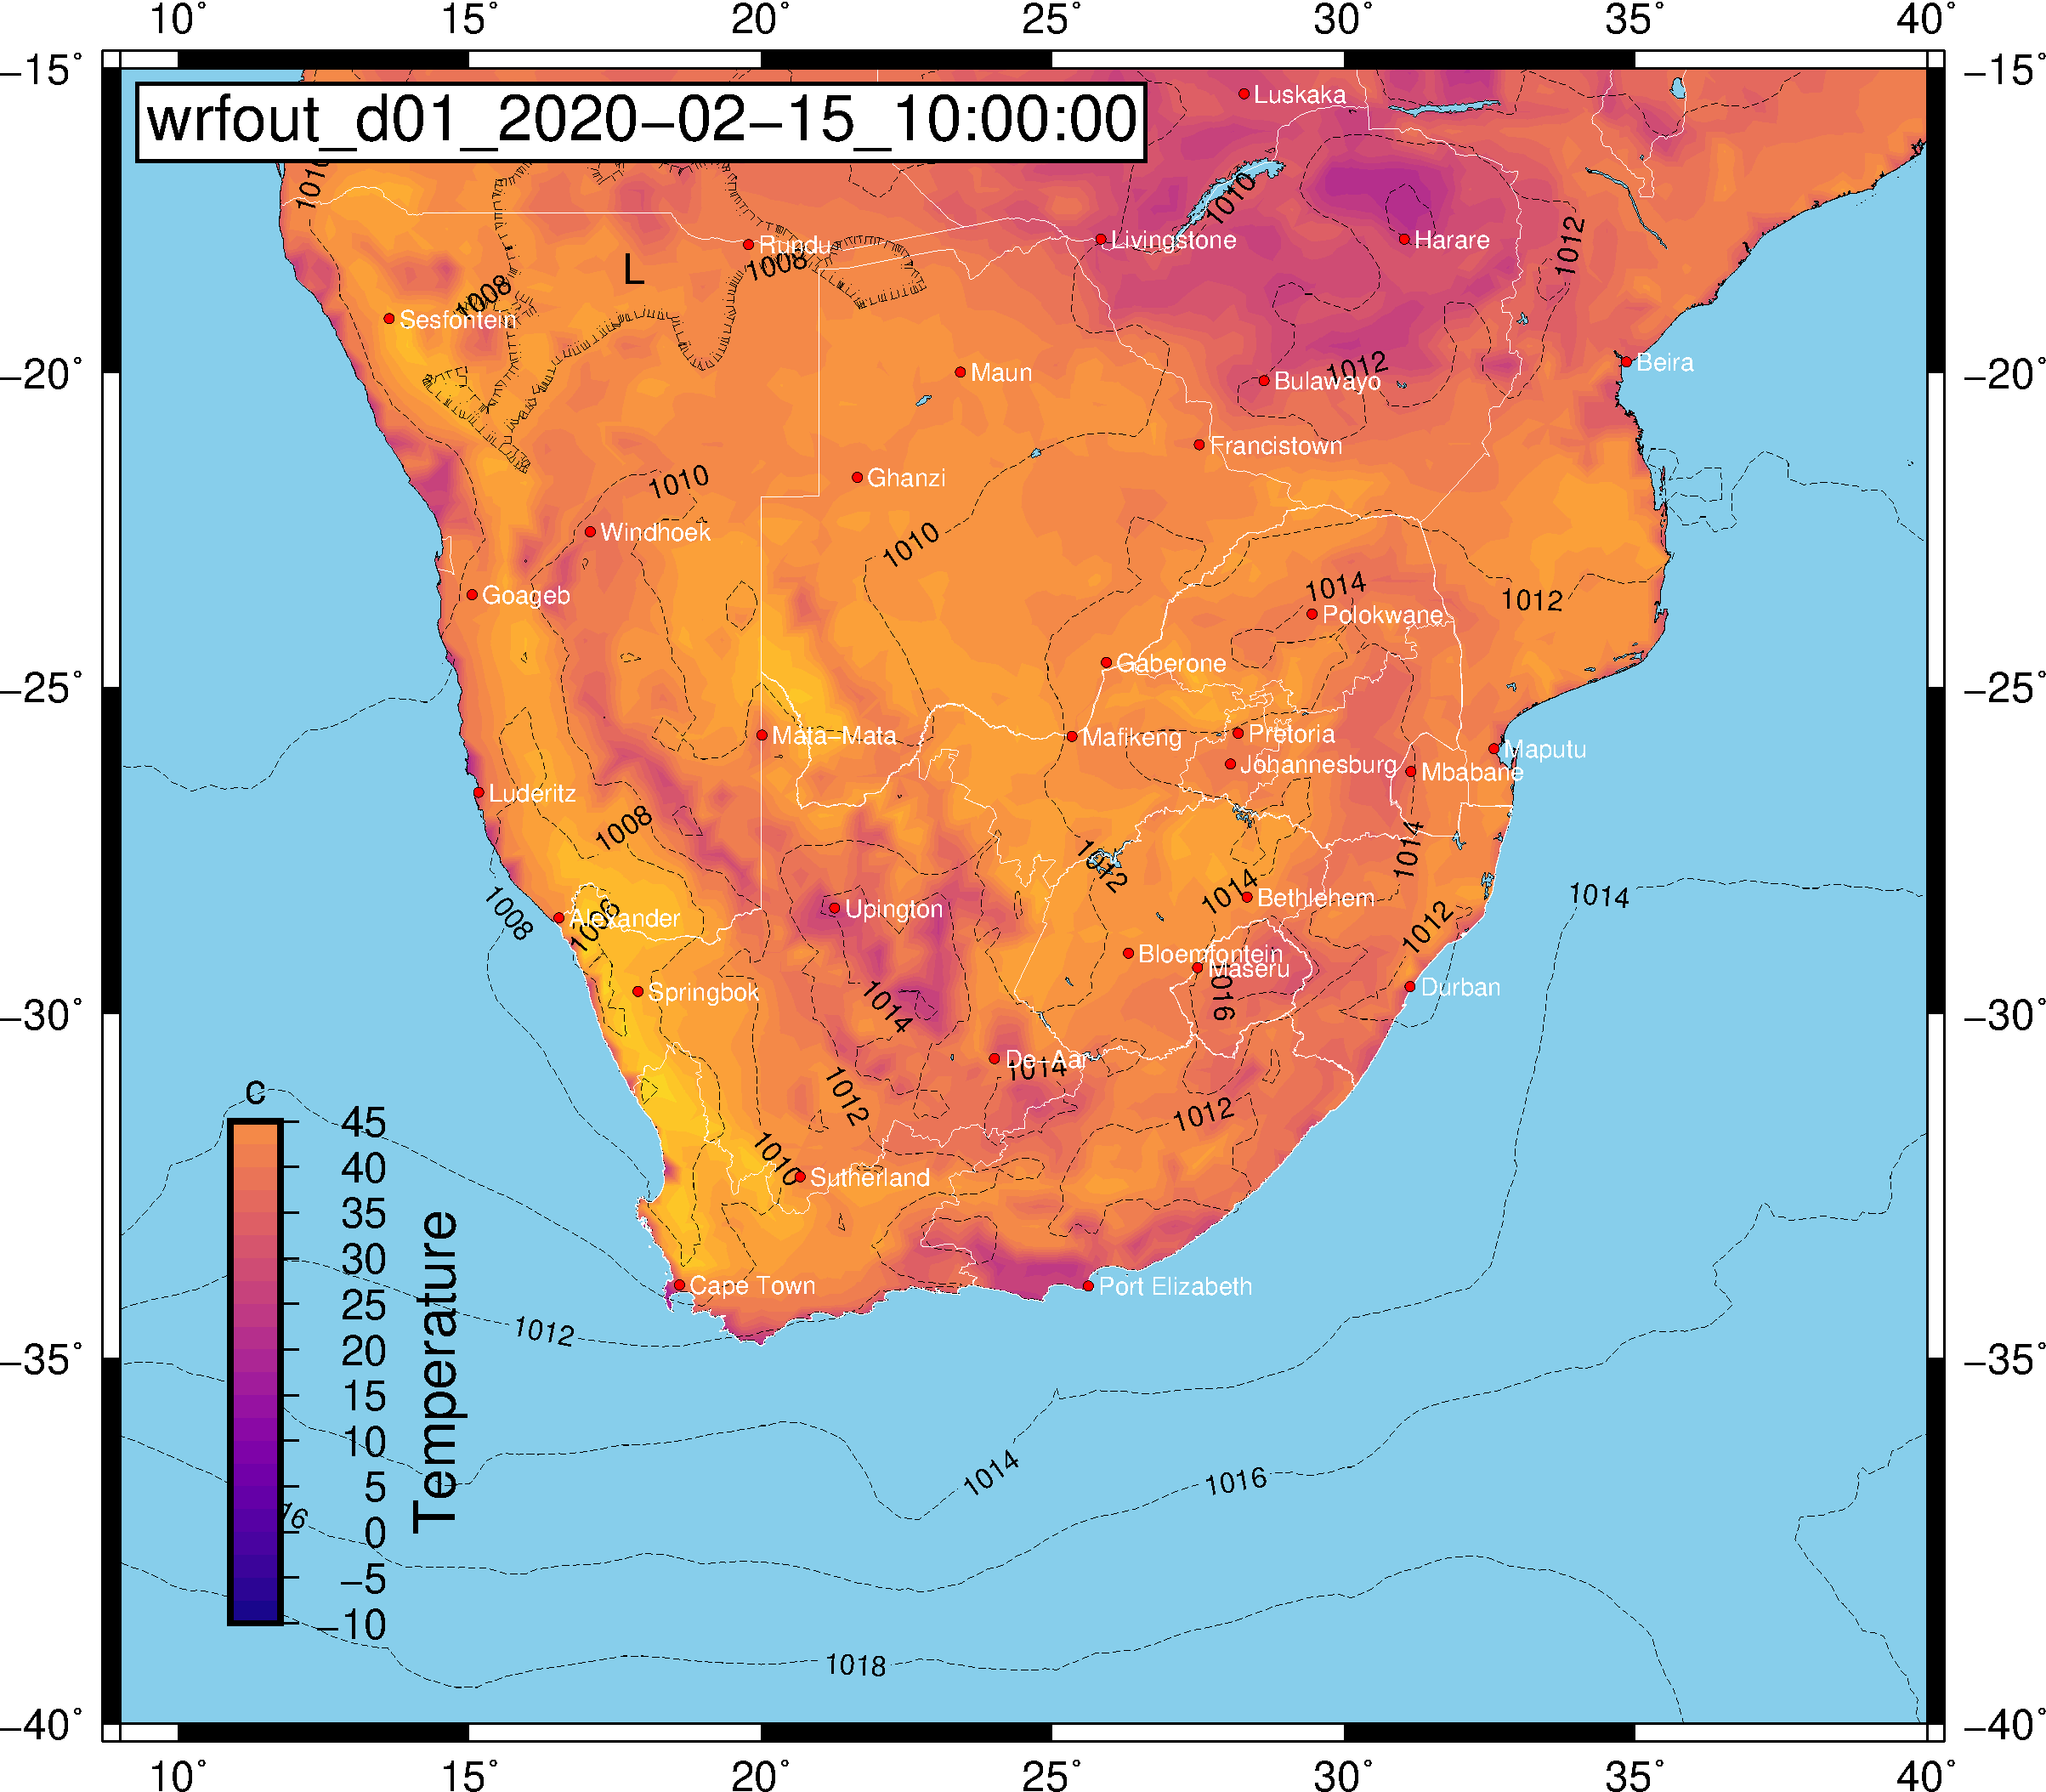 10° 15° 20° 25° 30° 35° 40°
−15° −15°
wrfout_d01_2020−02−15_10:00:00
Luskaka
1010
1010
Rundu
Livingstone
Harare
1012
L
1008
1008
Sesfontein
Beira
−20° −20°
Maun
1012
Bulawayo
Francistown
Ghanzi
1010
Windhoek
1010
1014
Goageb
1012
Polokwane
Gaberone
−25° −25°
Mata−Mata
Mafikeng
Pretoria
Maputu
Johannesburg
Mbabane
Luderitz
1008
1014
1012
1014
1014
Bethlehem
1008
Upington
Alexander
1006
1012
Bloemfontein
Maseru
1016
Durban
Springbok
1014
−30° −30°
De−Aar
1014
1012
1012
1010
Sutherland
Cape Town
Port Elizabeth
1012
−35° −35°
1014
1016
16
1018
c
45
40
35
30
25
20
15
10
5
0
−5
−10
Temperature
−40° −40°
10° 15° 20° 25° 30° 35° 40°